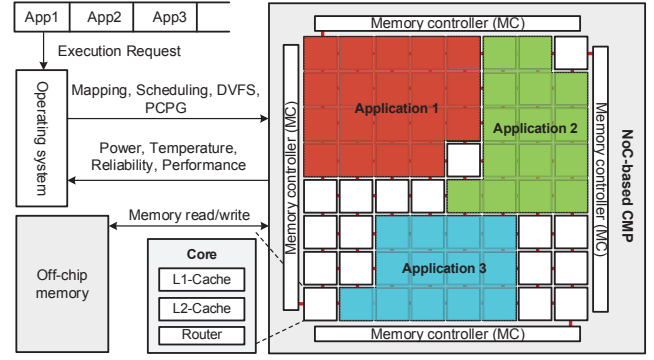 App1
App2
App3
Execution Request
Operating system
Mapping, Scheduling, DVFS,
PCPG
Power, Temperature,
Reliability, Performance
Memory read/write
Off-chip
memory
Core
L1-Cache
L2-Cache
Router
Memory controller (MC)
Memory controller (MC)
Application 1
Application 2
Application 3
Memory controller (MC)
NoC-based CMP
Memory controller (MC)